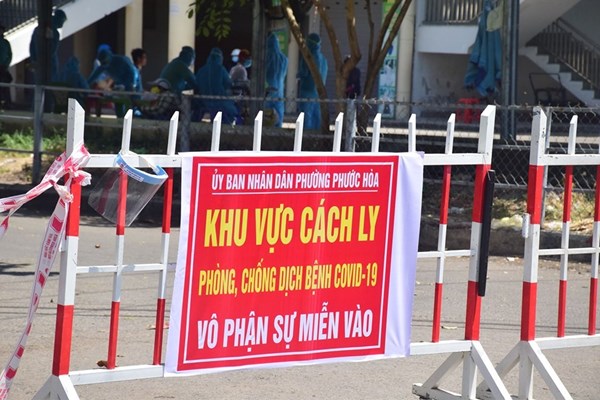 ỦY BAN NHÂN DÂN PHƯỜNG PHƯỚC HÒA
KHU VỰC CÁCH LY
PHÒNG, CHỐNG DỊCH BỆNH COVID-19
VÔ PHẬN SỰ MIỄN VÀO